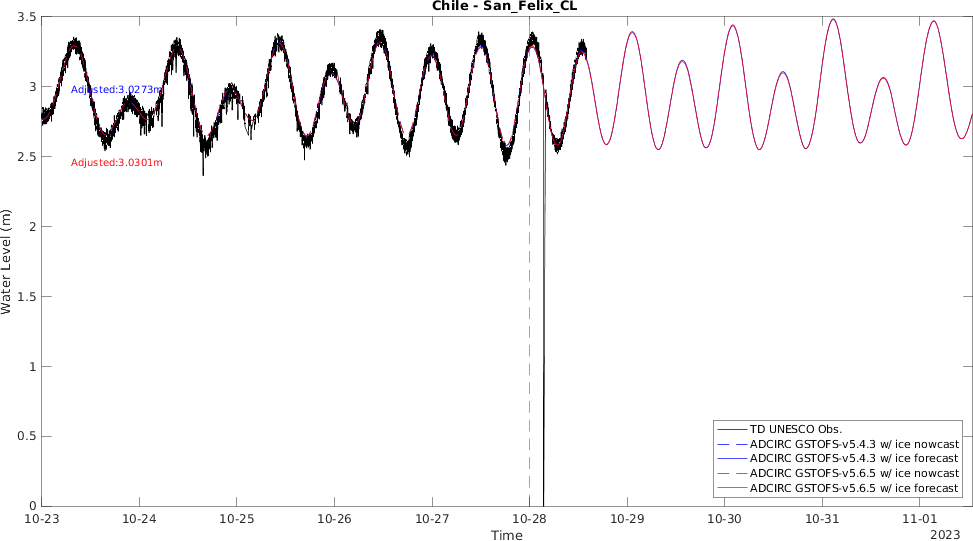 Chile - San_Felix_CL
3.5
3
2.5
2
1.5
1
0.5
0
Water Level (m)
Adjusted:3.0273m
Adjusted:3.0301m
TD UNESCO Obs.
ADCIRC GSTOFS-v5.4.3 w/ ice nowcast
ADCIRC GSTOFS-v5.4.3 w/ ice forecast
ADCIRC GSTOFS-v5.6.5 w/ ice nowcast
ADCIRC GSTOFS-v5.6.5 w/ ice forecast
10-23 10-24 10-25 10-26 10-27 10-28 10-29 10-30 10-31 11-01
Time
2023